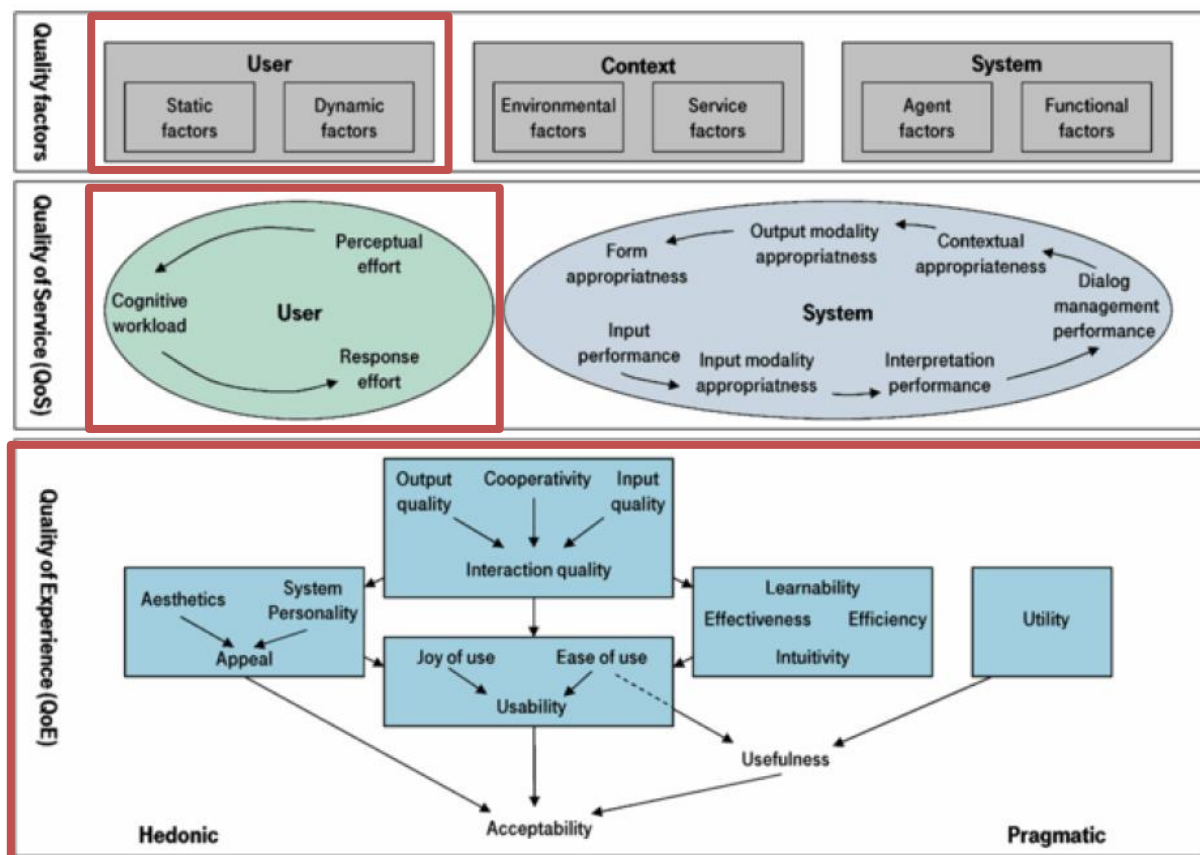 Quality factors
User
Static
factors
Dynamic
factors
Context
Environmental
factors
Service
factors
System
Agent
factors
Functional
factors
Quality of Service (QoS)
Perceptual
effort
Cognitive
workload
User
Response
effort
Form
appropriatness
Output modality
appropriatness
Contextual
appropriateness
Dialog
management
performance
System
Input
performance
Input modality
appropriatness
Interpretation
performance
Quality of Experience (QoE)
Output
quality
Cooperativity
Input
quality
Interaction quality
Aesthetics
System
Personality
Appeal
Learnability
Effectiveness
Efficiency
Intuitivity
Utility
Joy of use
Ease of use
Usability
Usefulness
Acceptability
Hedonic
Pragmatic